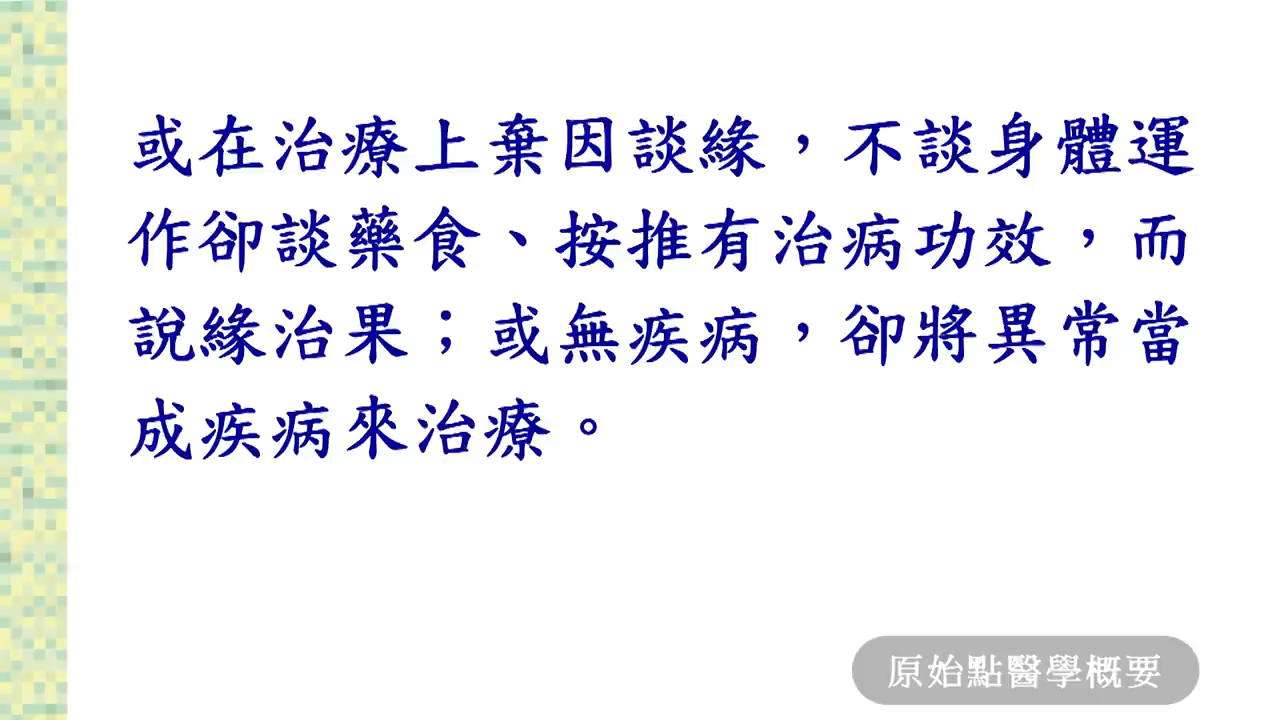 或在治療上棄因談緣，不談身體運
作卻談藥食、按推有治病功效，而
說緣治果；或無疾病，卻將異常當
成疾病來治療。
原始點醫學概要